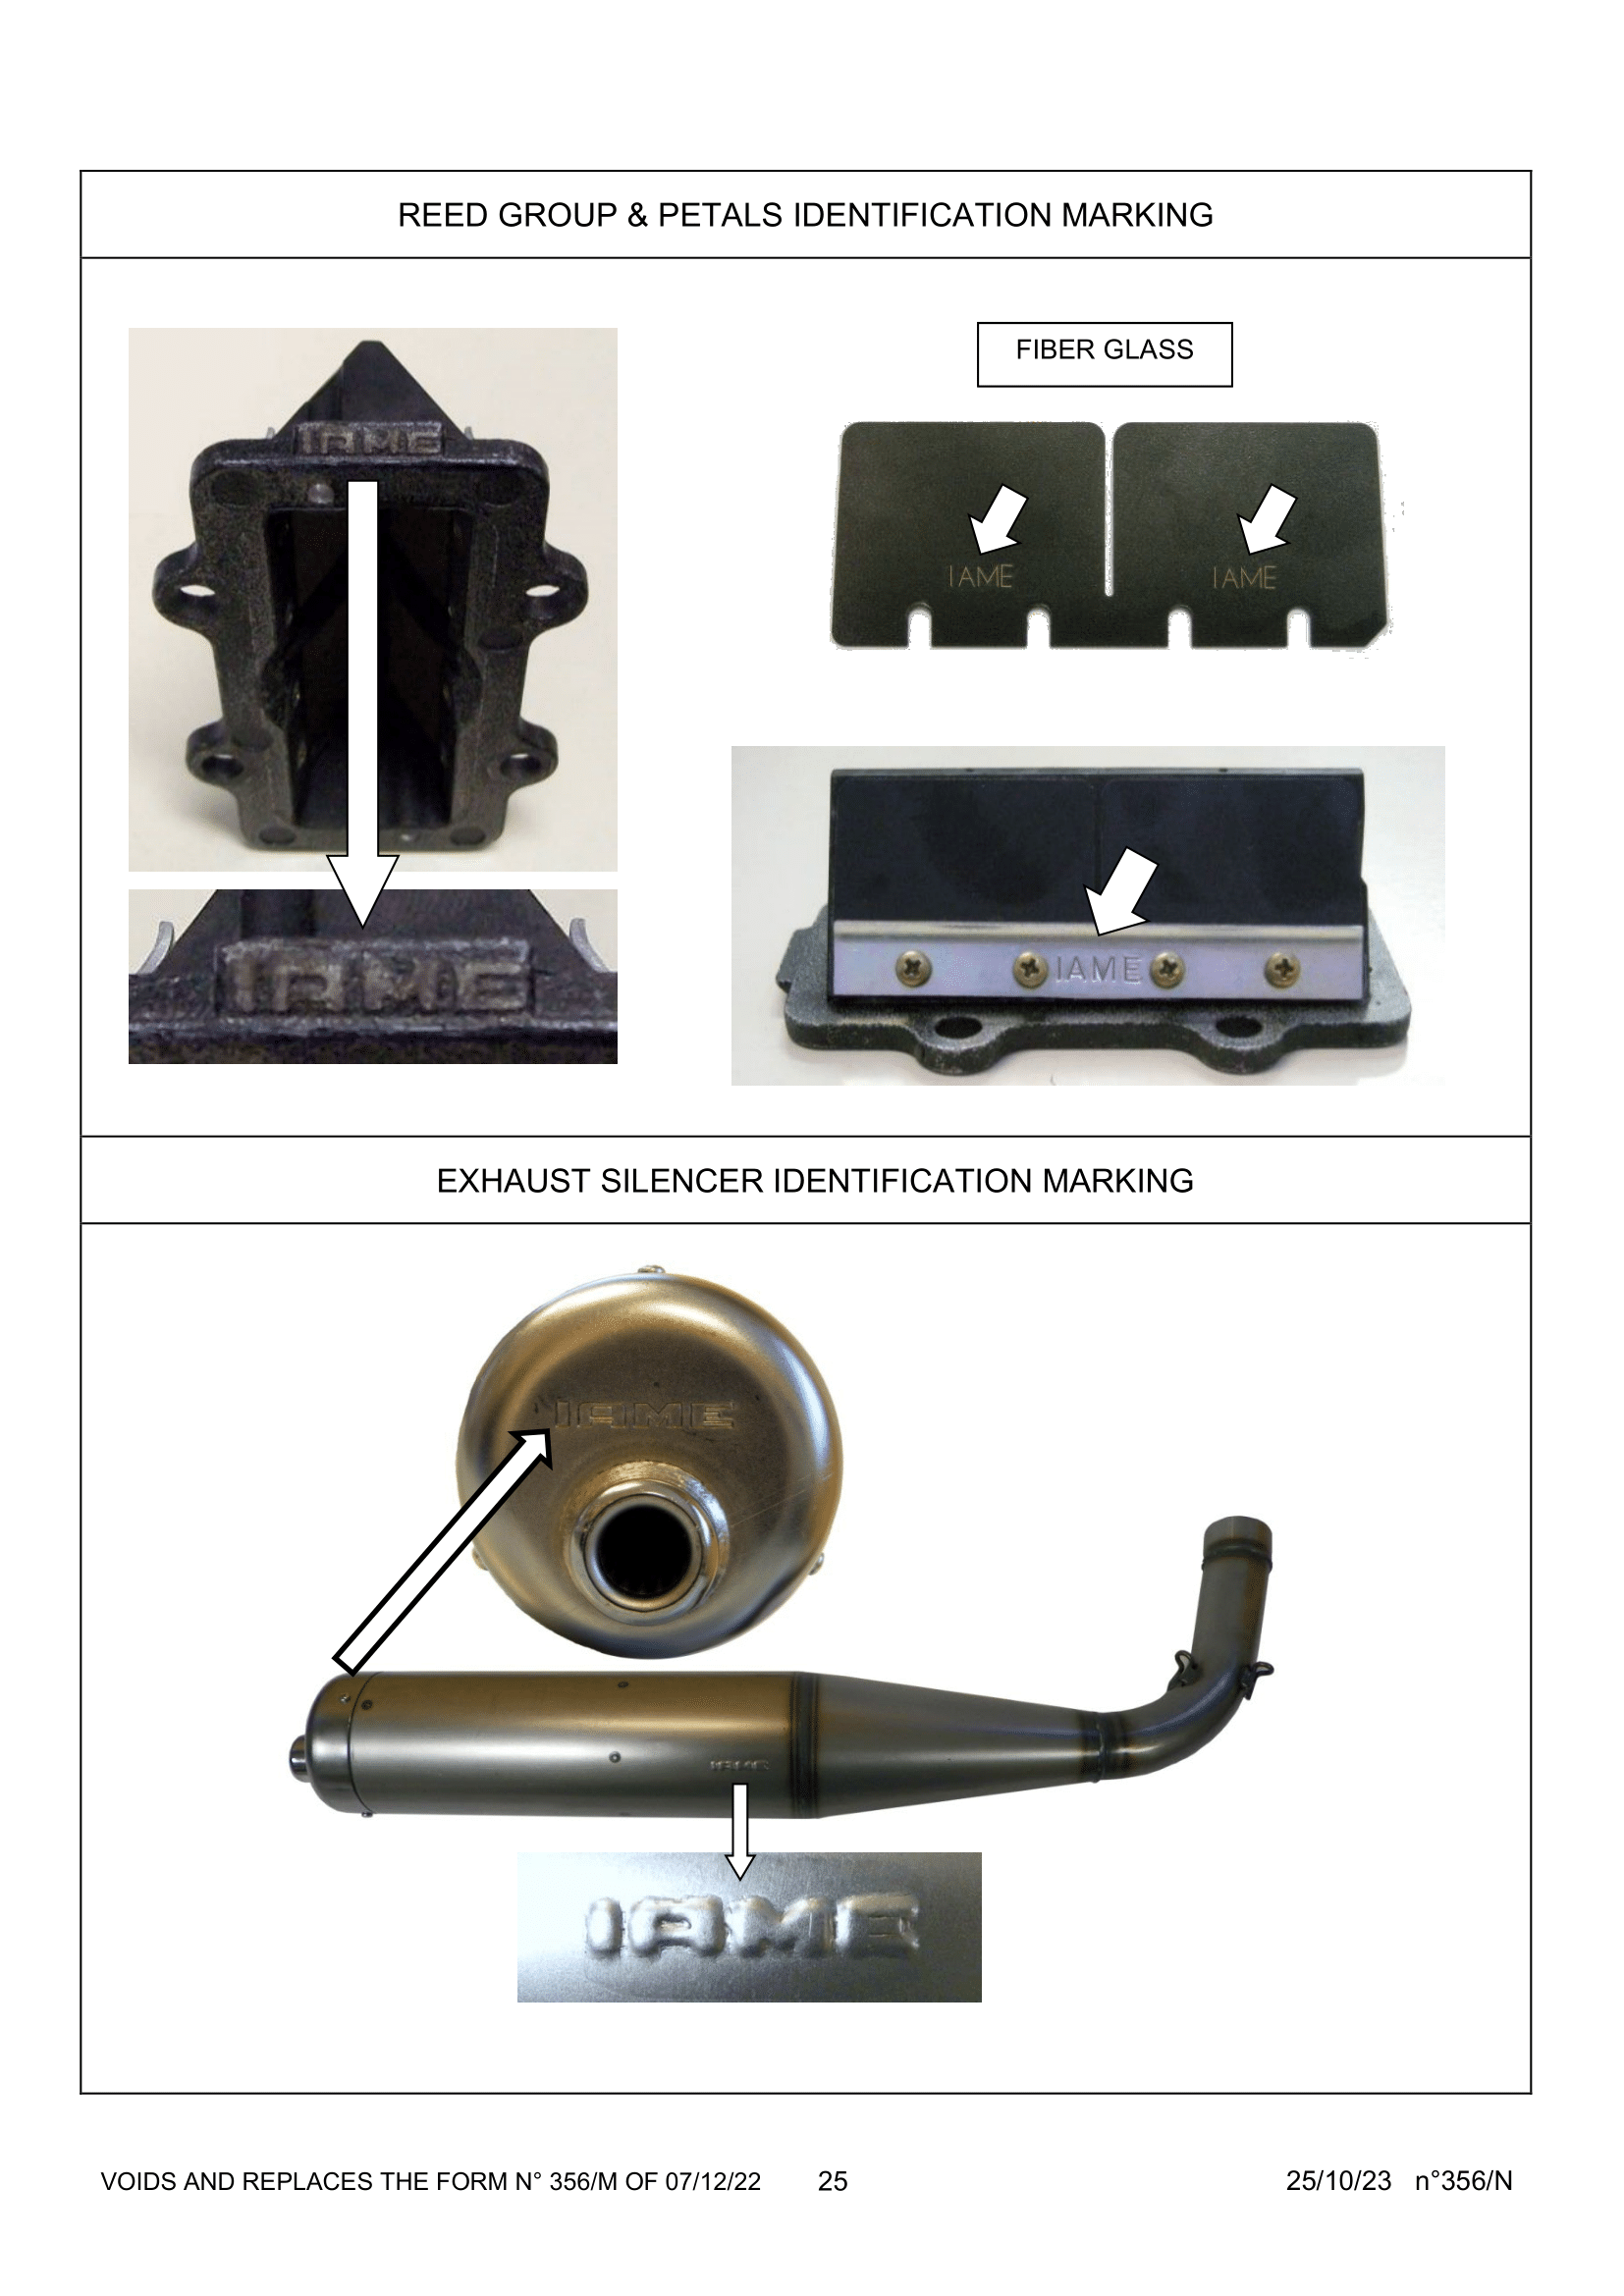 REED GROUP & PETALS IDENTIFICATION MARKING
FIBER GLASS
IAME
IAME IAME
IAME
IAME
EXHAUST SILENCER IDENTIFICATION MARKING
IAME
IAME
IAME
VOIDS AND REPLACES THE FORM N° 356/M OF 07/12/22 25 25/10/23 n°356/N